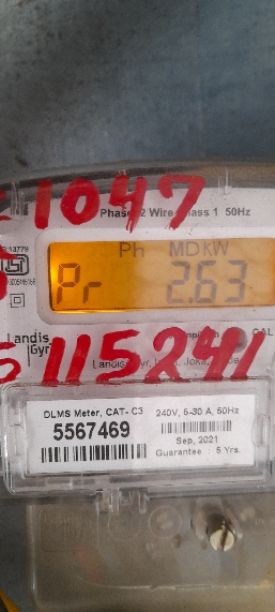 1047
Phase 2 Wire Class 1 50Hz
Ph MDKW
Pr 2.63
Landis
Gyr
115241
DLMS Meter, CAT- C3
5567469
240V, 5-30 A, 50Hz
Sep, 2021
Guarantee : 5 Yrs.